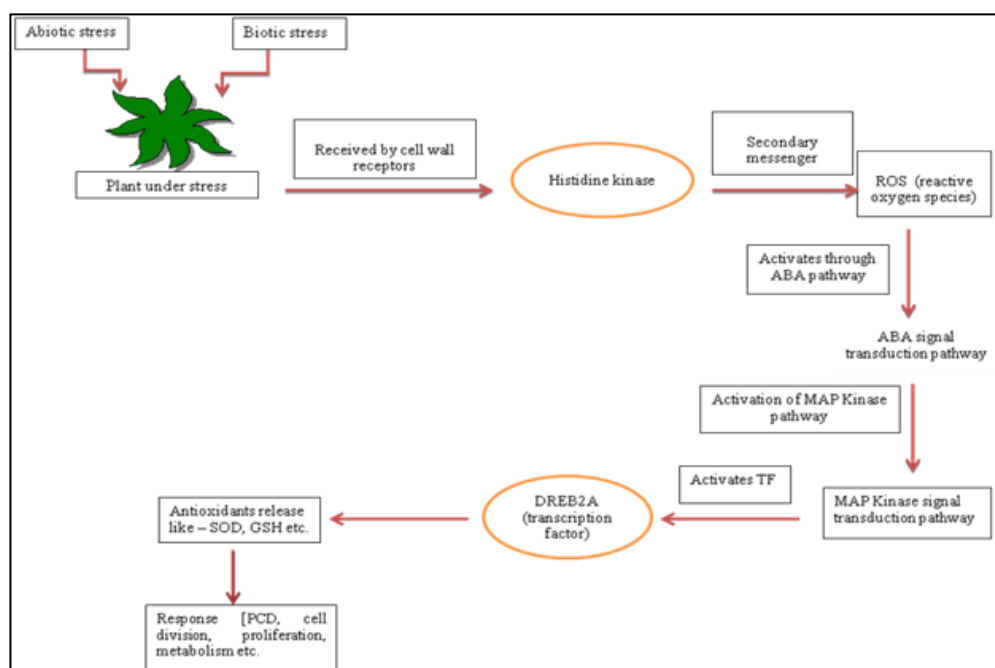 Abiotic stress
Biotic stress
Plant under stress
Received by cell wall
receptors
Histidine kinase
Secondary
messenger
ROS (reactive
oxygen species)
Activates through
ABA pathway
ABA signal
transduction pathway
Activation of MAP Kinase
pathway
MAP Kinase signal
transduction pathway
Activates TF
DREB2A
(transcription
factor)
Antioxidants release
like – SOD, GSH etc.
Response [PCD, cell
division, proliferation,
metabolism etc.